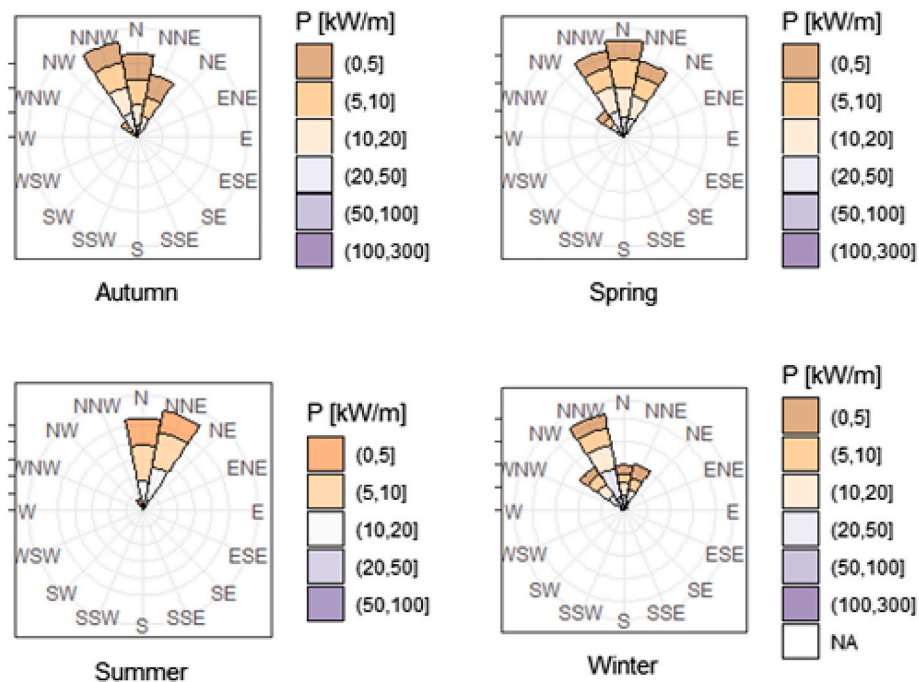 P [kW/m]
(0,5]
(5,10]
(10,20]
(20,50]
(50,100]
(100,300]
N
NNE
NE
ENE
E
ESE
SE
SSE
S
SSW
SW
WSW
W
WNW
NW
NNW
Autumn
P [kW/m]
(0,5]
(5,10]
(10,20]
(20,50]
(50,100]
(100,300]
N
NNE
NE
ENE
E
ESE
SE
SSE
S
SSW
SW
WSW
W
WNW
NW
NNW
Spring
P [kW/m]
(0,5]
(5,10]
(10,20]
(20,50]
(50,100]
N
NNE
NE
ENE
E
ESE
SE
SSE
S
SSW
SW
WSW
W
WNW
NW
NNW
Summer
P [kW/m]
(0,5]
(5,10]
(10,20]
(20,50]
(50,100]
(100,300]
NA
N
NNE
NE
ENE
E
ESE
SE
SSE
S
SSW
SW
WSW
W
WNW
NW
NNW
Winter